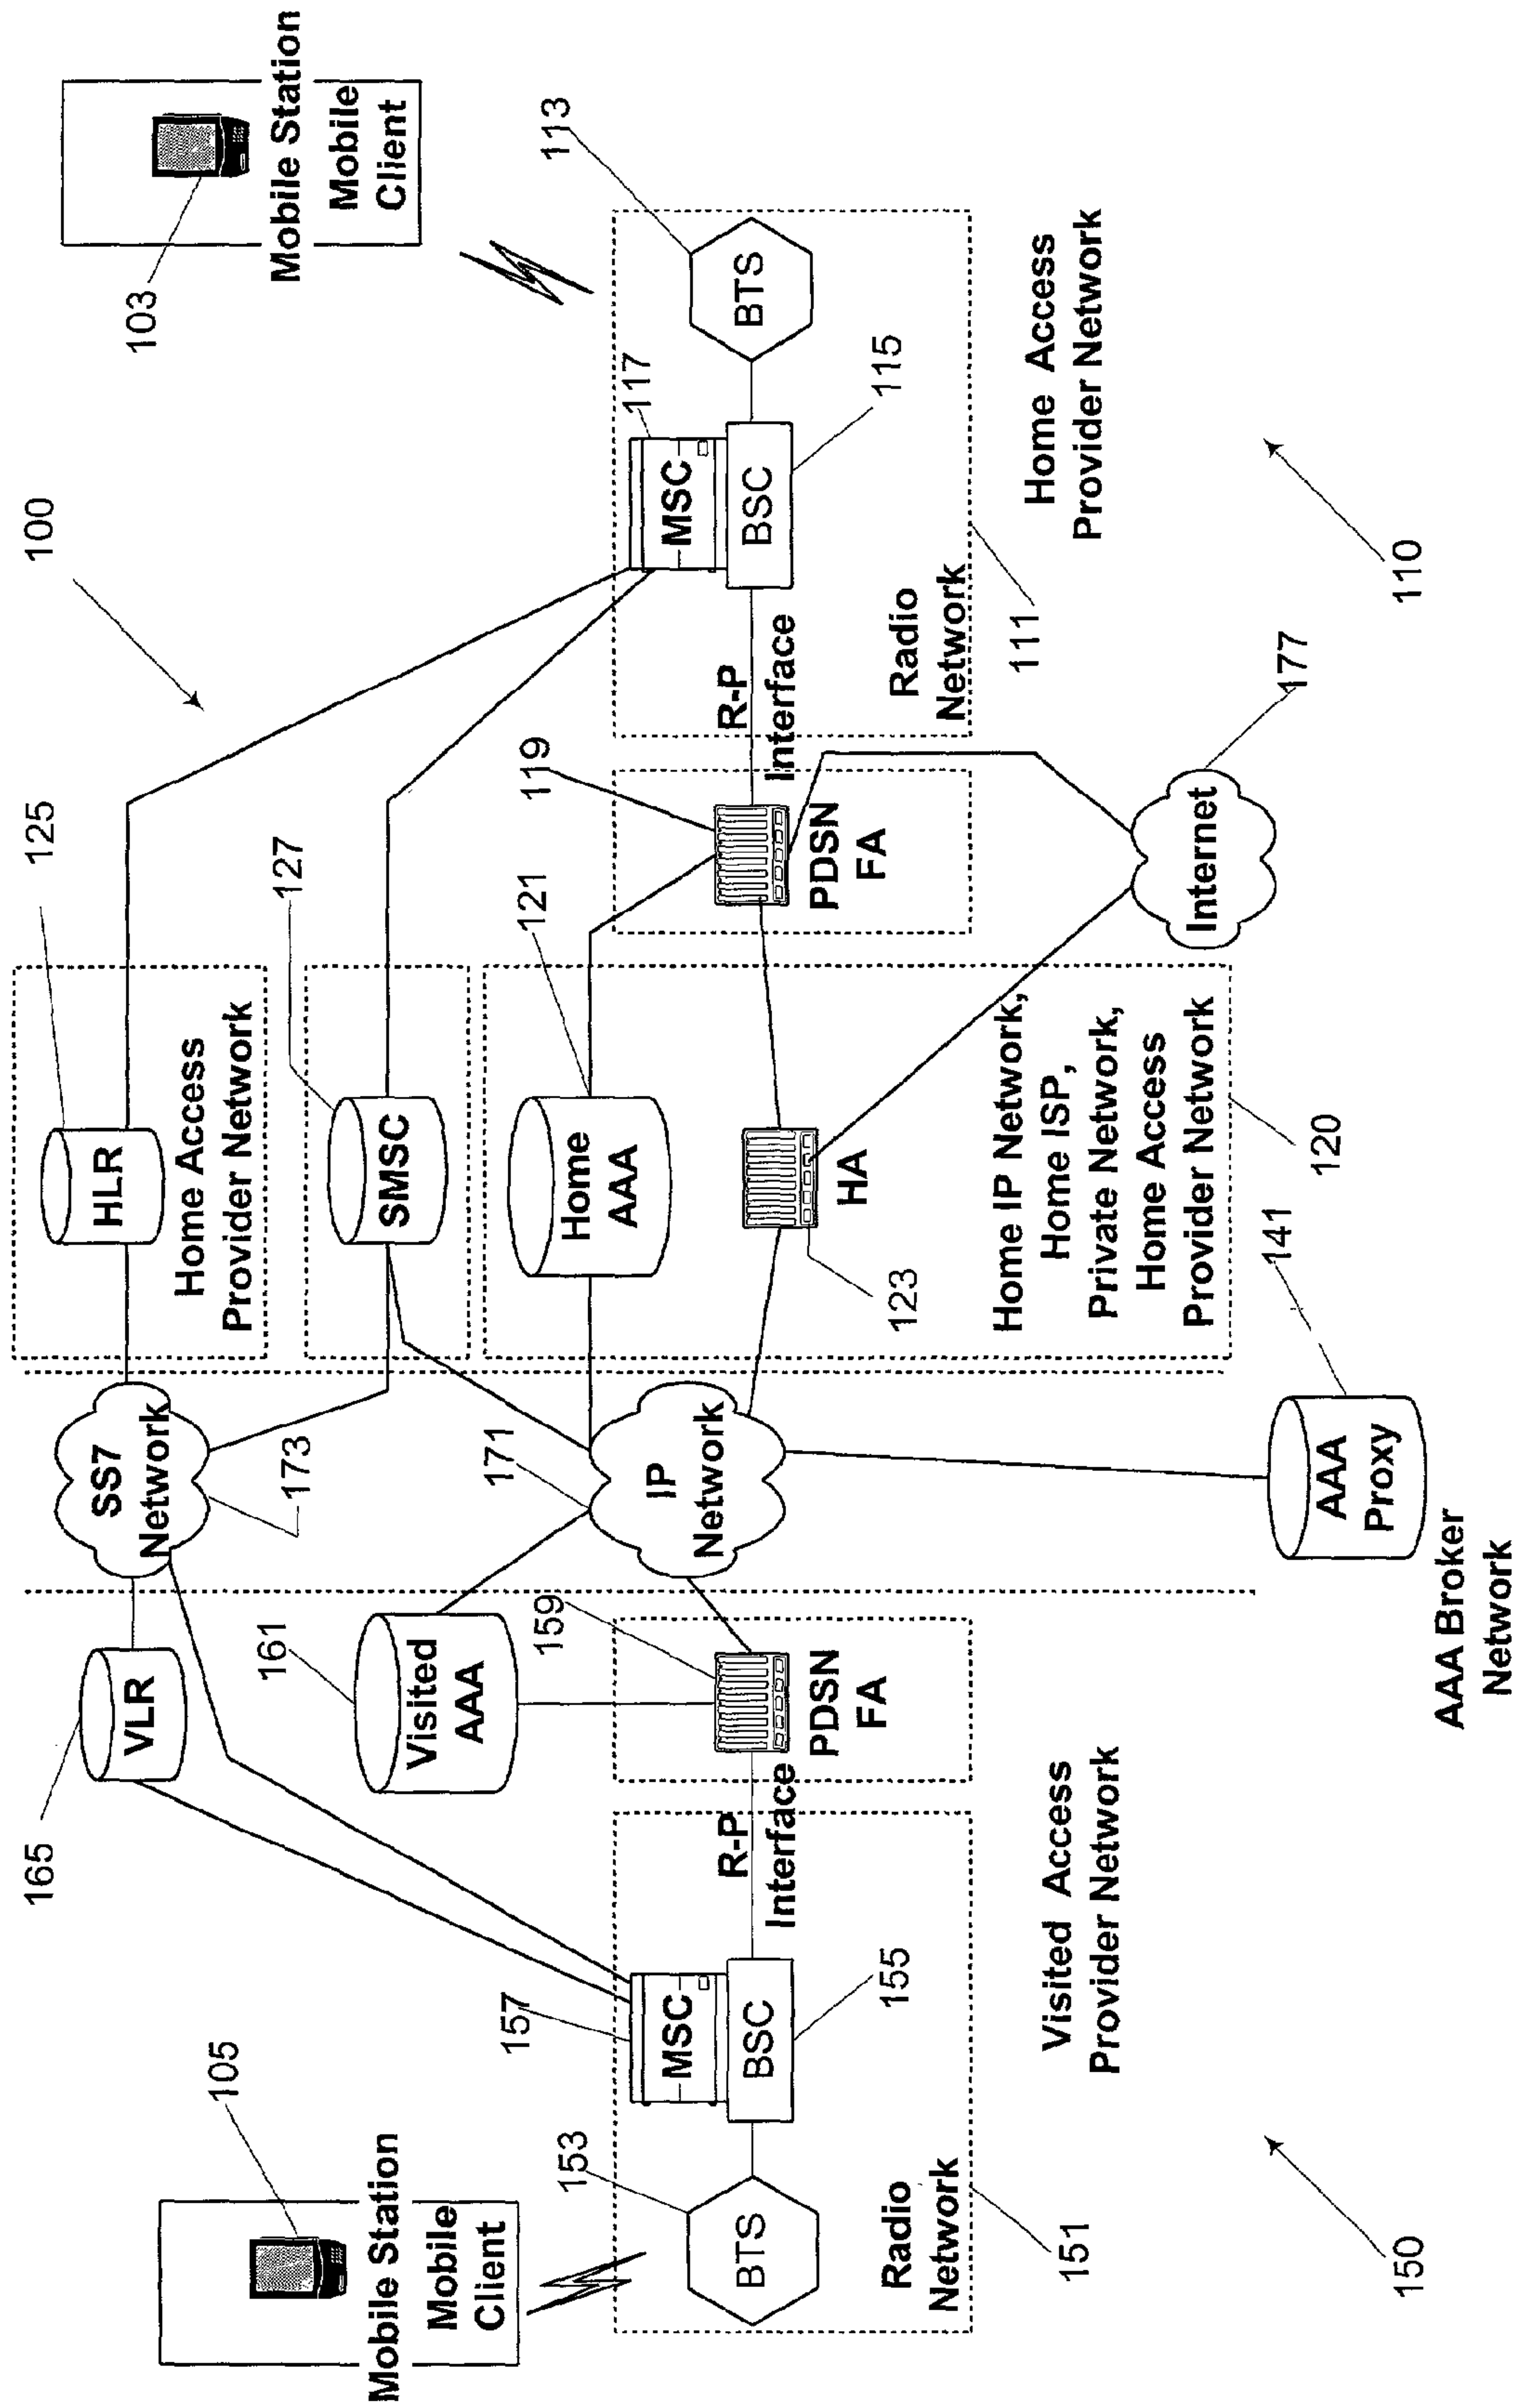 100
105
Mobile Station
Mobile
Client
103
Mobile Station
Mobile
Client
165
VLR
SS7
Network
173
HLR
125
Home Access
Provider Network
SMSC
127
161
Visited
AAA
171
IP
Network
Home
AAA
121
153
BTS
157
MSC
BSC
155
R-P
Interface
159
PDSN
FA
HA
123
119
PDSN
FA
R-P
Interface
117
MSC
BSC
115
BTS
113
Radio
Network
151
Radio
Network
111
Home IP Network,
Home ISP,
Private Network,
Home Access
Provider Network
120
Visited Access
Provider Network
150
Home Access
Provider Network
110
Internet
177
141
AAA
Proxy
AAA Broker
Network